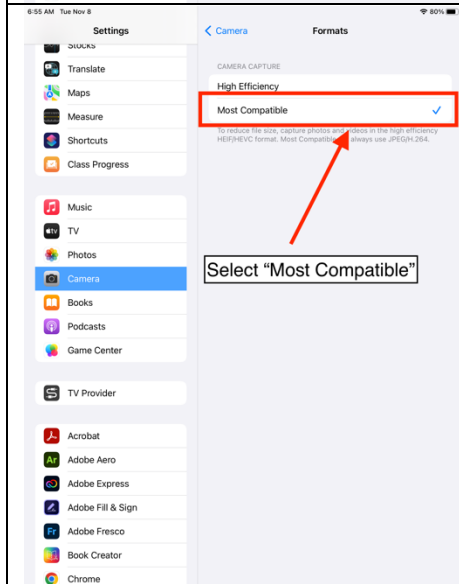 6:55 AM Tue Nov 8
80%
Settings
Stocks
Translate
Maps
Measure
Shortcuts
Class Progress
Music
tv
TV
Photos
Camera
Books
Podcasts
Game Center
TV Provider
Acrobat
Ar
Adobe Aero
Adobe Express
Adobe Fill & Sign
Fr
Adobe Fresco
Book Creator
Chrome
Camera
Formats
CAMERA CAPTURE
High Efficiency
Most Compatible
To reduce file size, capture photos and videos in the high efficiency
HEIF/HEVC format. Most Compatible always use JPEG/H.264.
Select “Most Compatible”